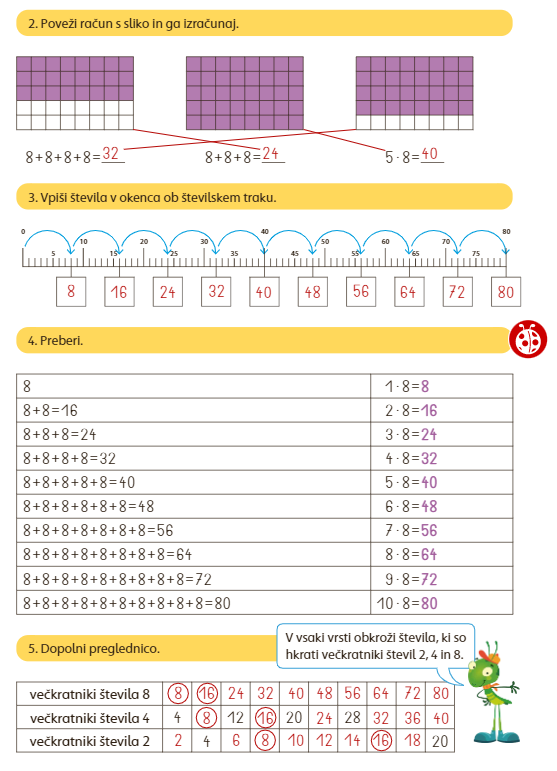 2. Poveži račun s sliko in ga izračunaj.
8+8+8+8=32 8+8+8=24 5·8=40
3. Vpiši števila v okenca ob številskem traku.
0 10 20 30 40 50 60 70 80
5 15 25 35 45 55 65 75
8 16 24 32 40 48 56 64 72 80
4. Preberi.
8 1·8=8
8+8=16 2·8=16
8+8+8=24 3·8=24
8+8+8+8=32 4·8=32
8+8+8+8+8=40 5·8=40
8+8+8+8+8+8=48 6·8=48
8+8+8+8+8+8+8=56 7·8=56
8+8+8+8+8+8+8+8=64 8·8=64
8+8+8+8+8+8+8+8+8=72 9·8=72
8+8+8+8+8+8+8+8+8+8=80 10·8=80
5. Dopolni preglednico.
V vsaki vrsti obkroži števila, ki so
hkrati večkratniki števil 2, 4 in 8.
večkratniki števila 8 8 16 24 32 40 48 56 64 72 80
večkratniki števila 4 4 8 12 16 20 24 28 32 36 40
večkratniki števila 2 2 4 6 8 10 12 14 16 18 20